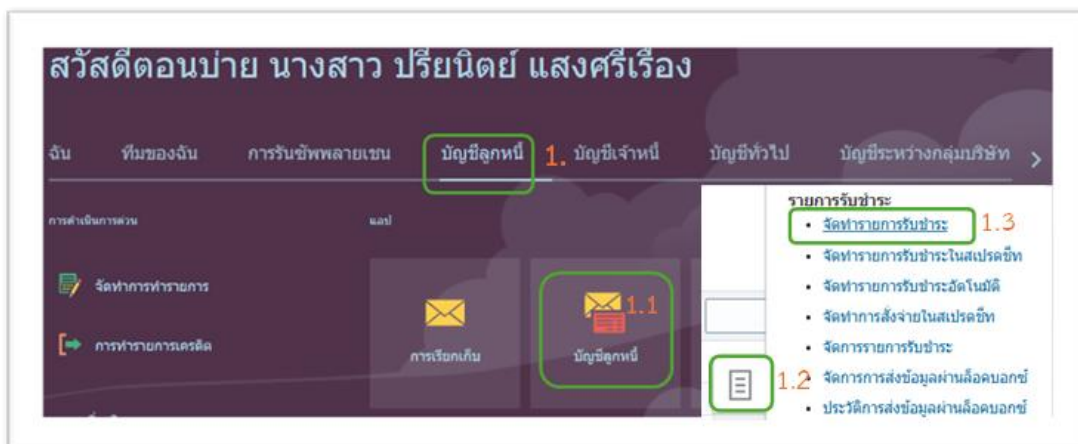 สวัสดีตอนบ่าย นางสาว ปรียนิตย์ แสงศรีเรือง
ฉัน ทีมของฉัน การรันซัพพลายเชน บัญชีลูกหนี้ 1. บัญชีเจ้าหนี้ บัญชีทั่วไป บัญชีระหว่างกลุ่มบริษัท
การดำเนินการด่วน
จัดทำการทำรายการ
การทำรายการเครดิต
แอป
การเรียกเก็บ
1.1
บัญชีลูกหนี้
1.2
รายการรับชำระ
• จัดทำรายการรับชำระ 1.3
• จัดทำรายการรับชำระในสเปรดชีท
• จัดทำรายการรับชำระอัตโนมัติ
• จัดทำการสั่งจ่ายในสเปรดชีท
• จัดการรายการรับชำระ
• จัดการการส่งข้อมูลผ่านล็อคบอกซ์
• ประวัติการส่งข้อมูลผ่านล็อคบอกซ์